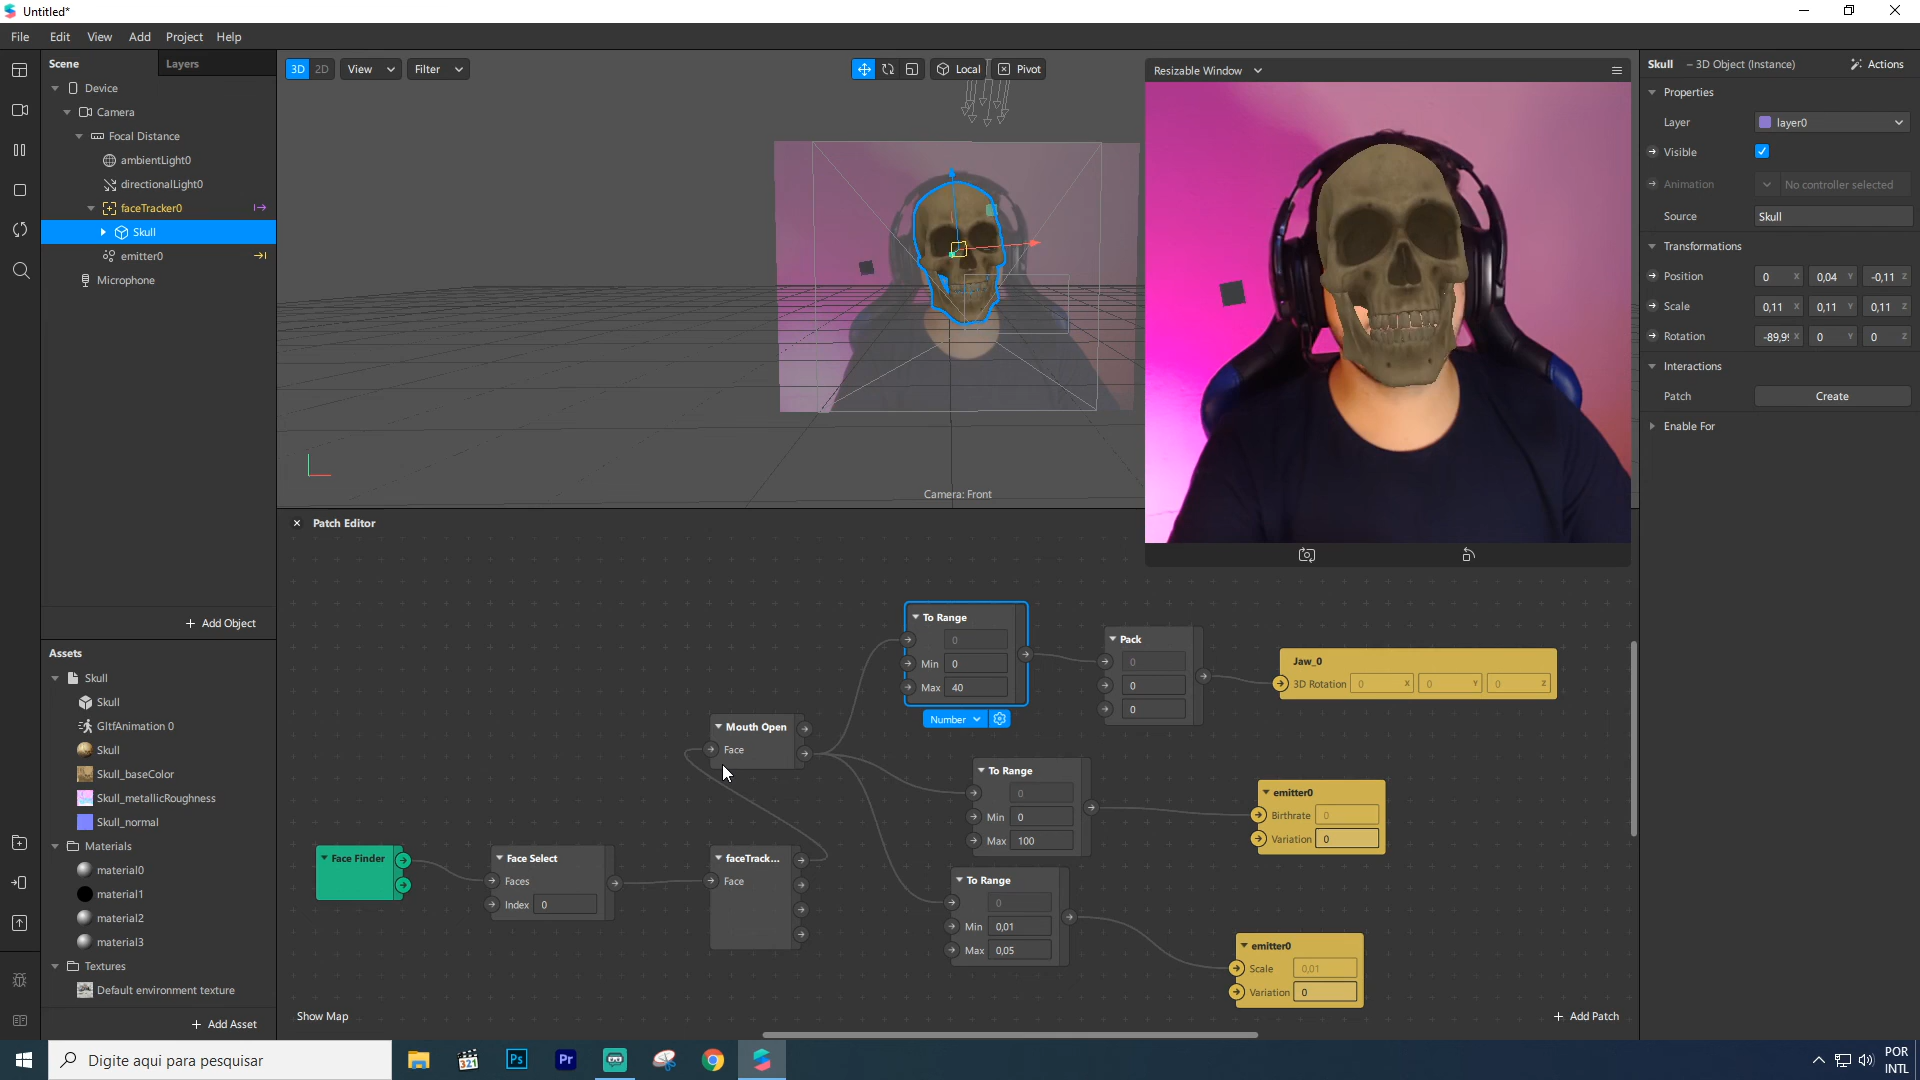 Untitled*
File Edit View Add Project Help
Scene Layers
Device
Camera
Focal Distance
ambientLight0
directionalLight0
faceTracker0
Skull
emitter0
Microphone
+ Add Object
Assets
Skull
Skull
GltfAnimation 0
Skull
Skull_baseColor
Skull_metallicRoughness
Skull_normal
Materials
material0
material1
material2
material3
Textures
Default environment texture
+ Add Asset
3D 2D View Filter Local Pivot
Camera: Front
Resizable Window
Patch Editor
To Range
0
Min 0
Max 40
Number
Pack
0
0
0
Jaw_0
3D Rotation 0 X 0 Y 0 Z
Mouth Open
Face
To Range
0
Min 0
Max 100
emitter0
Birthrate 0
Variation 0
Face Finder
Face Select
Faces
Index 0
faceTrack...
Face
To Range
0
Min 0,01
Max 0,05
emitter0
Scale 0,01
Variation 0
Show Map
+ Add Patch
Skull – 3D Object (Instance) Actions
Properties
Layer layer0
Visible
Animation No controller selected
Source Skull
Transformations
Position 0 X 0,04 Y -0,11 Z
Scale 0,11 X 0,11 Y 0,11 Z
Rotation -89,9 X 0 Y 0 Z
Interactions
Patch Create
Enable For
Digite aqui para pesquisar
321
Ps
Pr
POR
INTL